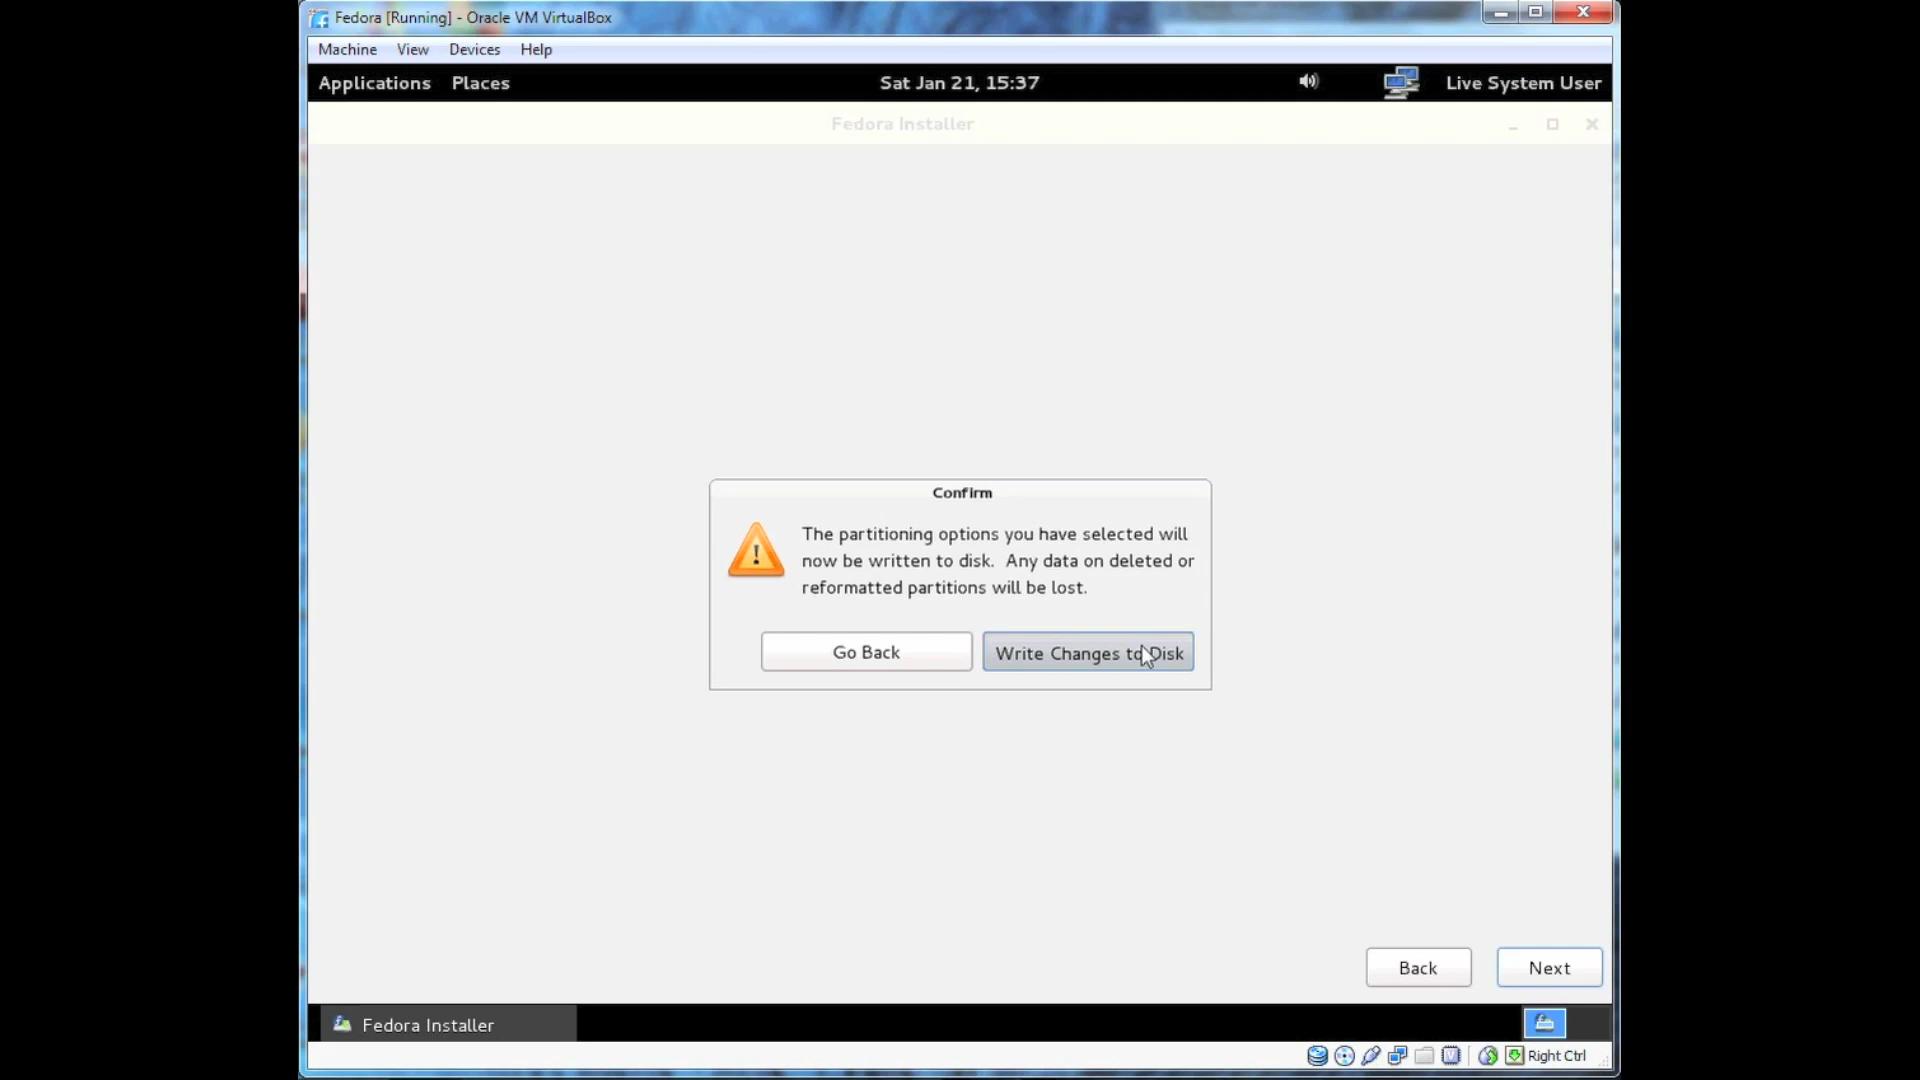 Fedora [Running] - Oracle VM VirtualBox
Machine View Devices Help
Applications Places Sat Jan 21, 15:37 Live System User
Fedora Installer
Confirm
The partitioning options you have selected will
now be written to disk. Any data on deleted or
reformatted partitions will be lost.
Go Back Write Changes to Disk
Back Next
Fedora Installer
Right Ctrl